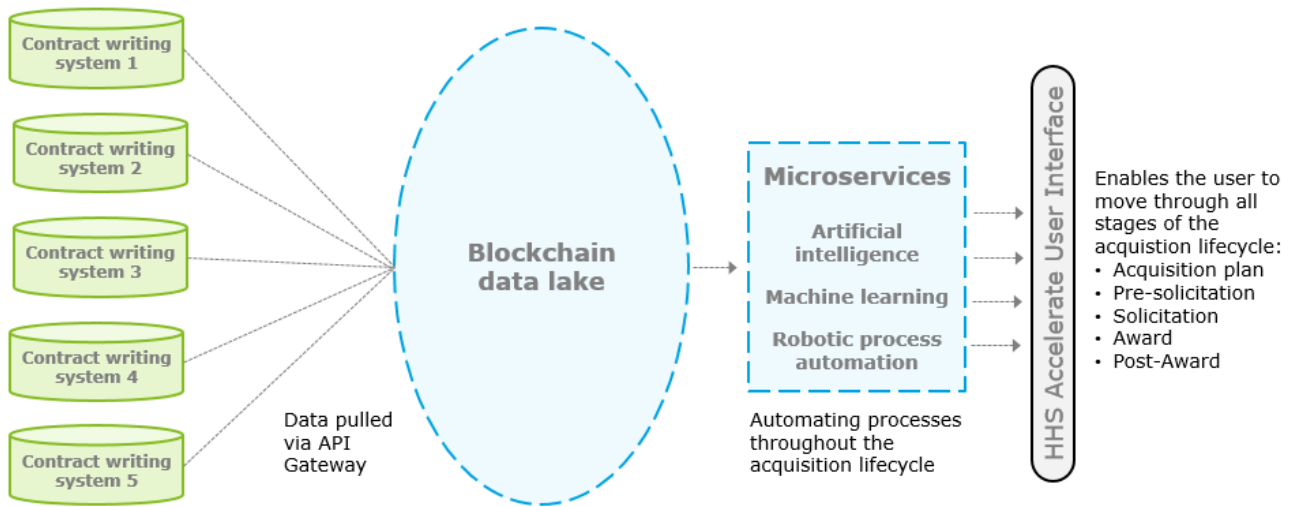 Contract writing
system 1
Contract writing
system 2
Contract writing
system 3
Contract writing
system 4
Contract writing
system 5
Data pulled
via API
Gateway
Blockchain
data lake
Microservices
Artificial
intelligence
Machine learning
Robotic process
automation
Automating processes
throughout the
acquisition lifecycle
HHS Accelerate User Interface
Enables the user to
move through all
stages of the
acquistion lifecycle:
• Acquisition plan
• Pre-solicitation
• Solicitation
• Award
• Post-Award